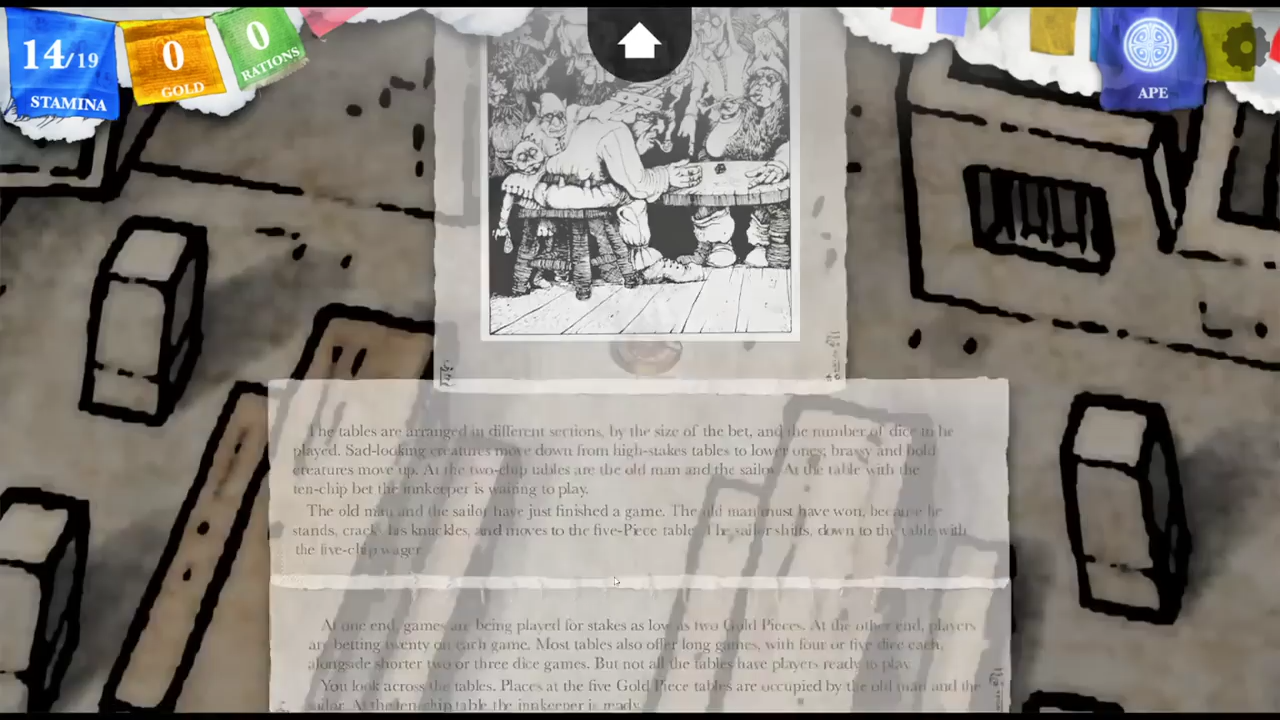 14/19
STAMINA
0
GOLD
0
RATIONS
APE
The tables are arranged in different sections, by the size of the bet, and the number of dice to be
played. Sad-looking creatures move down from high-stakes tables to lower ones; brassy and bold
creatures move up. At the two-chip tables are the old man and the sailor. At the table with the
ten-chip bet the innkeeper is waiting to play.
The old man and the sailor have just finished a game. The old man must have won, because he
stands, cracks his knuckles, and moves to the five-Piece table. The sailor shifts, down to the table with
the five-chip wager
At one end, games are being played for stakes as low as two Gold Pieces. At the other end, players
are betting twenty on each game. Most tables also offer long games, with four or five dice each,
alongside shorter two or three dice games. But not all the tables have players ready to play.
You look across the tables. Places at the five Gold Piece tables are occupied by the old man and the
sailor. At the ten-chip table the innkeeper is ready.